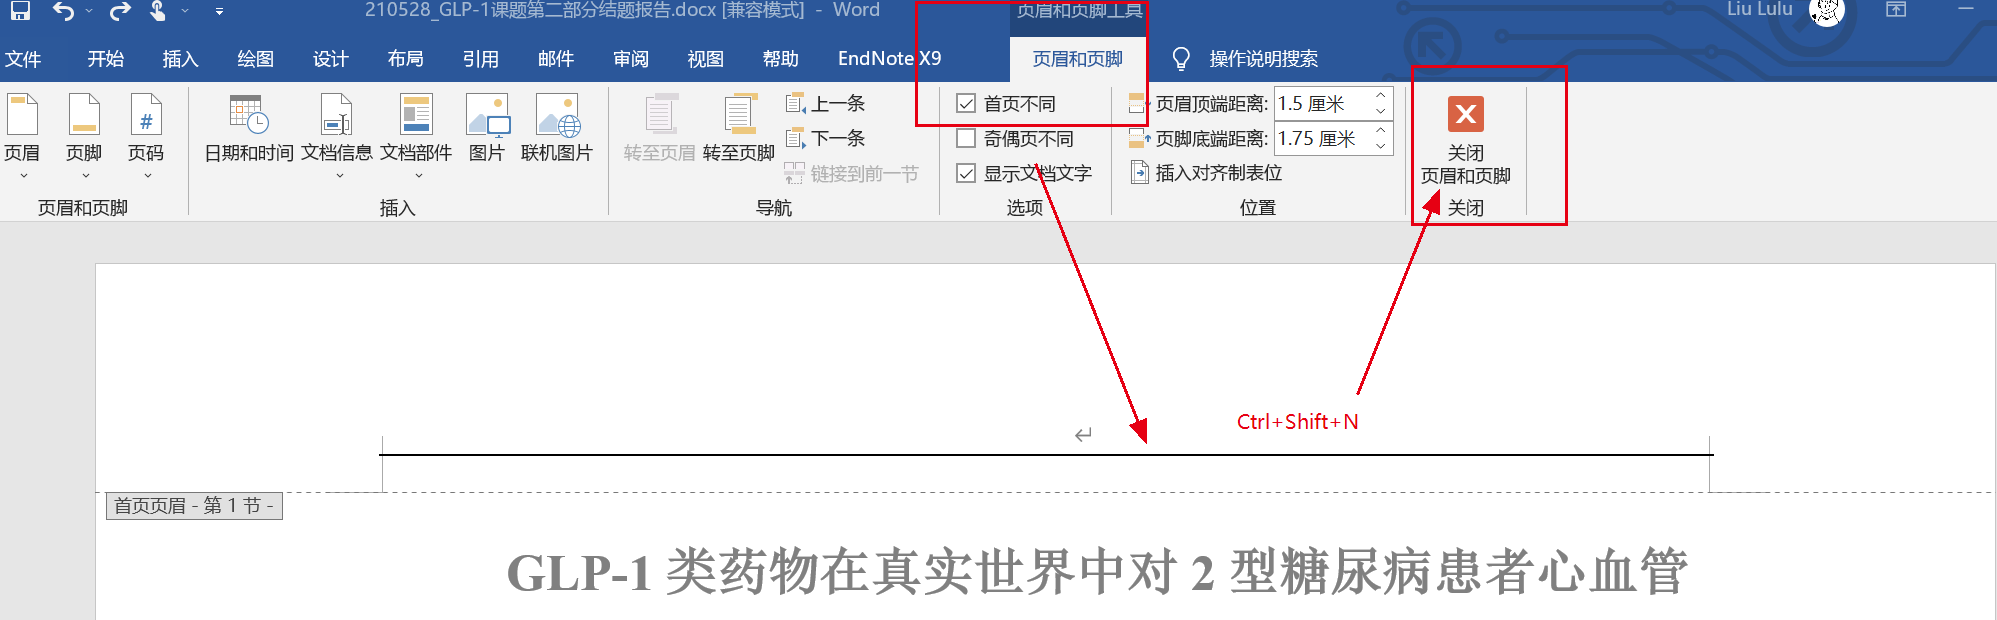 210528_GLP-1课题第二部分结题报告.docx [兼容模式] - Word
页眉和页脚工具
Liu Lulu
文件 开始 插入 绘图 设计 布局 引用 邮件 审阅 视图 帮助 EndNote X9 页眉和页脚 操作说明搜索
首页不同
页眉顶端距离: 1.5 厘米
上一条
奇偶页不同
页脚底端距离: 1.75 厘米
下一条
页眉 页脚 页码 日期和时间 文档信息 文档部件 图片 联机图片 转至页眉 转至页脚
#
关闭
页眉和页脚
链接到前一节
显示文档文字
插入对齐制表位
页眉和页脚 插入 导航 选项 位置 关闭
Ctrl+Shift+N
首页页眉 - 第 1 节 -
GLP-1 类药物在真实世界中对 2 型糖尿病患者心血管